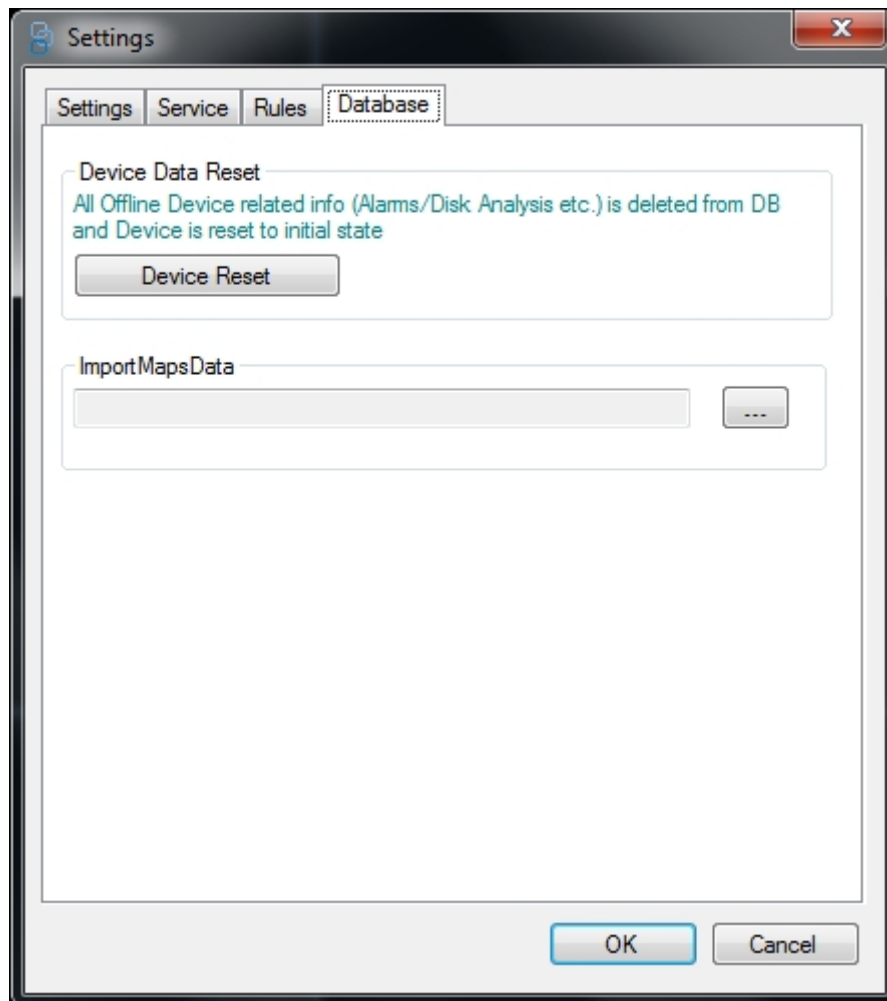 Settings
Settings Service Rules Database
Device Data Reset
All Offline Device related info (Alarms/Disk Analysis etc.) is deleted from DB
and Device is reset to initial state
Device Reset
ImportMapsData
...
OK Cancel